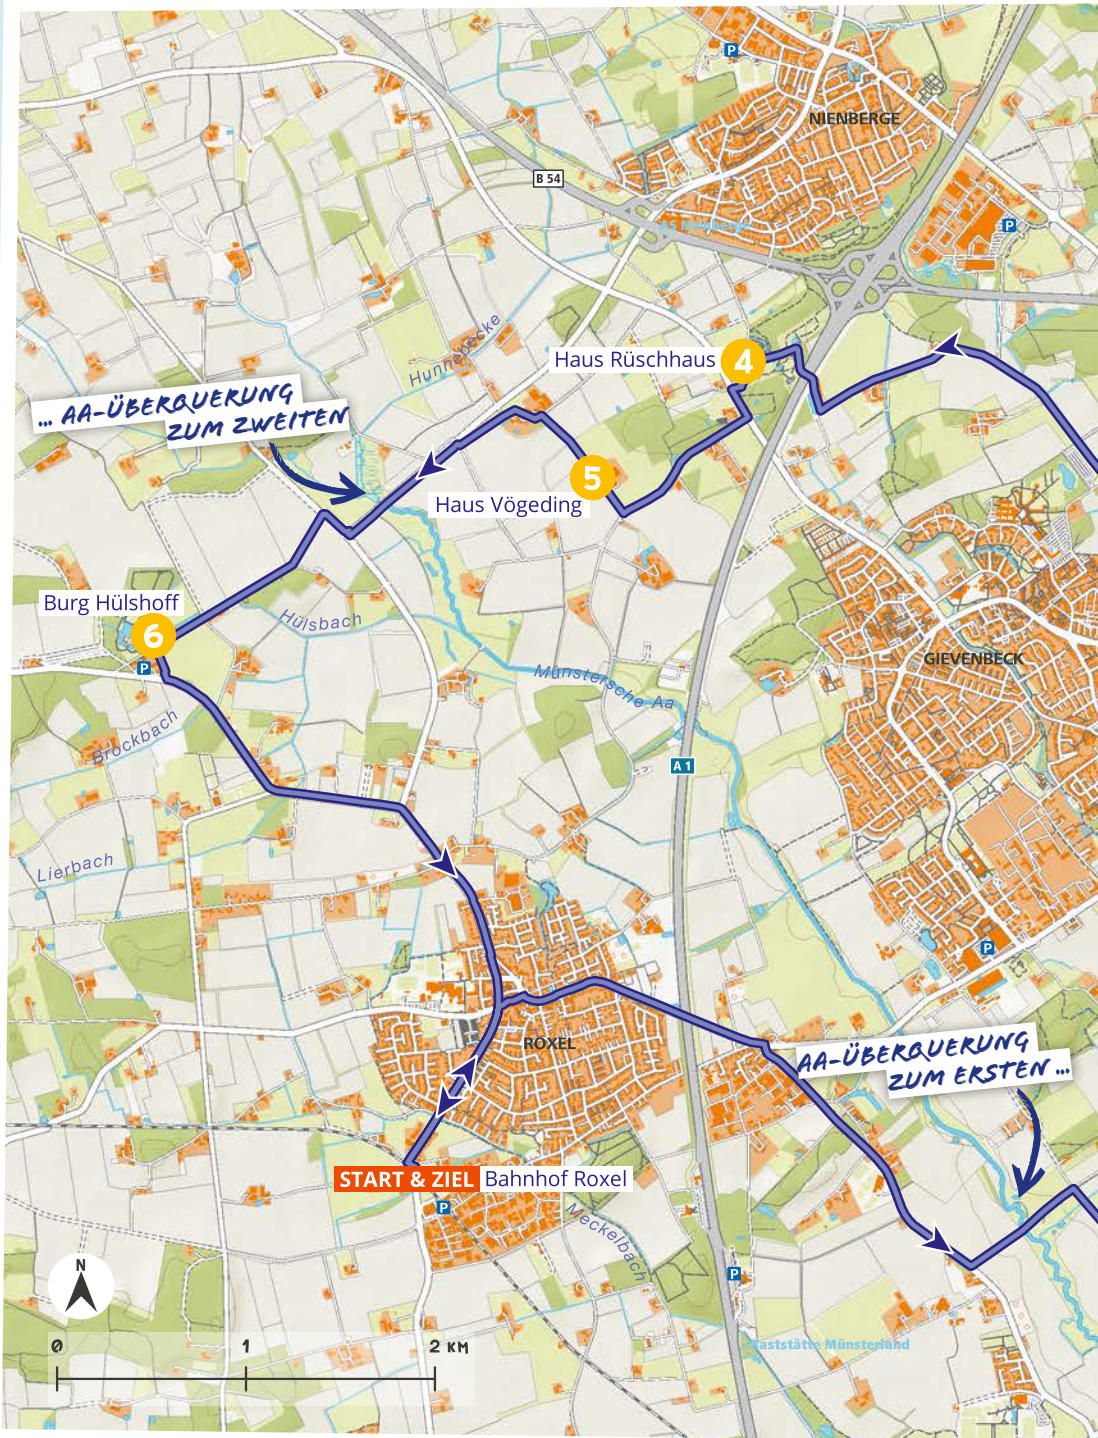 P
NIENBERGE
B 54
AS Nienberge
P
Hunnebecke
Haus Rüschhaus
4
... AA-ÜBERQUERUNG
ZUM ZWEITEN
5
Haus Vögeding
Burg Hülshoff
6
P
Hülsbach
GIEVENBECK
Münstersche Aa
Brockbach
A 1
Lierbach
P
ROXEL
AA-ÜBERQUERUNG
ZUM ERSTEN ...
START & ZIEL Bahnhof Roxel
P
Meckelbach
N
P
0 1 2 KM
Raststätte Münsterland